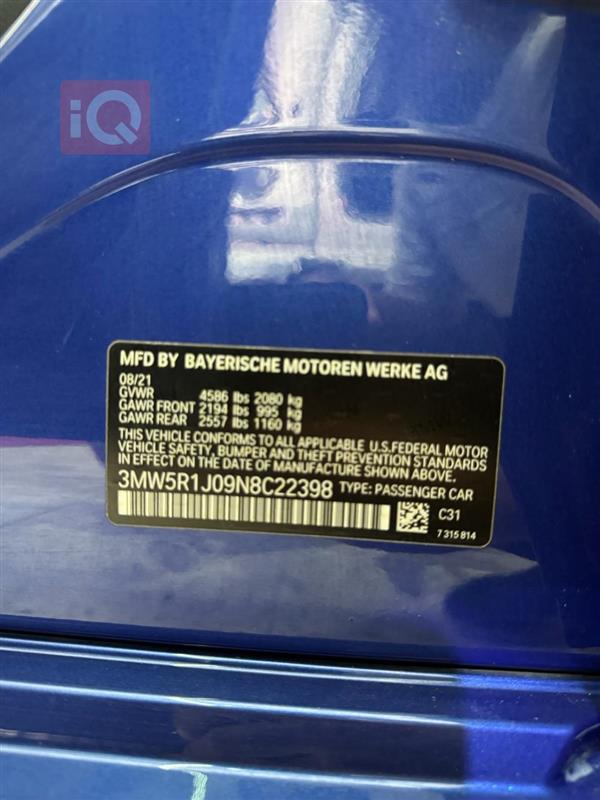 iQ
MFD BY BAYERISCHE MOTOREN WERKE AG
08/21
GVWR 4586 lbs 2080 kg
GAWR FRONT 2194 lbs 995 kg
GAWR REAR 2557 lbs 1160 kg
THIS VEHICLE CONFORMS TO ALL APPLICABLE U.S.FEDERAL MOTOR
VEHICLE SAFETY, BUMPER AND THEFT PREVENTION STANDARDS
IN EFFECT ON THE DATE OF MANUFACTURE SHOWN ABOVE.
3MW5R1J09N8C22398 TYPE: PASSENGER CAR
C31
7 315 814